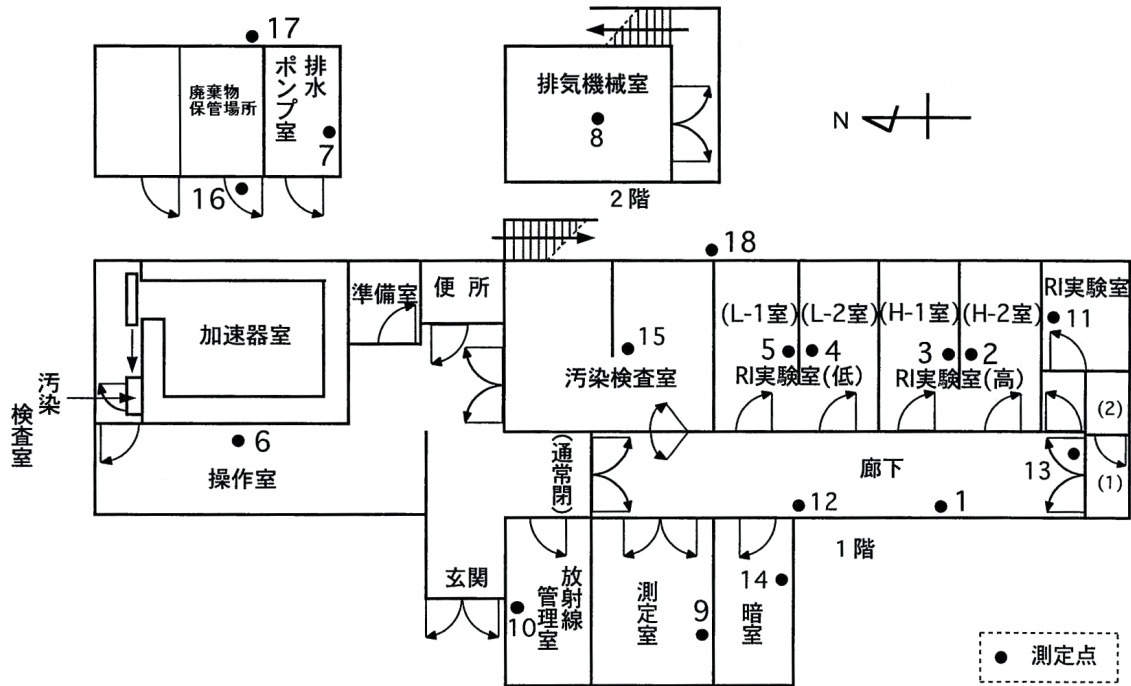 17
廃棄物
保管場所
排水
ポンプ室
7
16
排気機械室
8
2階
N
18
加速器室
準備室
便所
15
汚染検査室
(L-1室)
(L-2室)
(H-1室)
(H-2室)
5
4
3
2
RI実験室(低)
RI実験室(高)
RI実験室
11
汚染
検査室
6
操作室
(通常閉)
廊下
13
(2)
(1)
12
1
1階
玄関
放射線
管理室
10
測定室
9
14
暗室
測定点